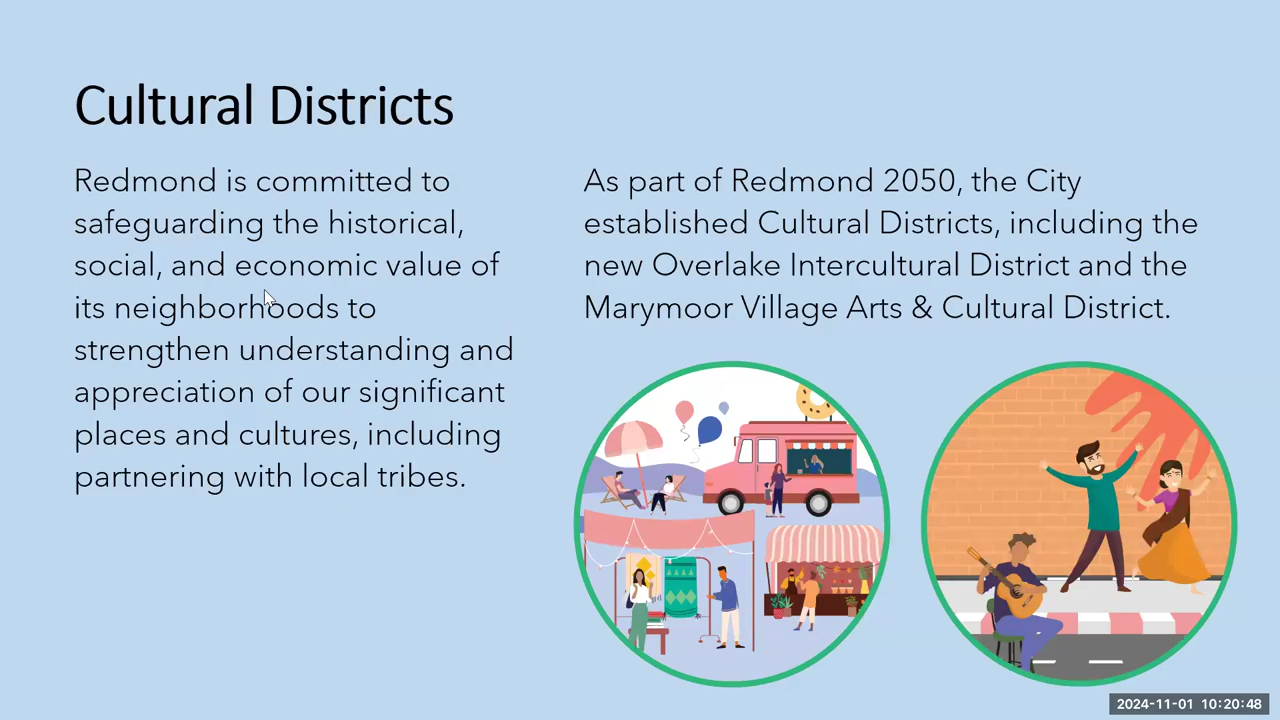 Cultural Districts
Redmond is committed to
safeguarding the historical,
social, and economic value of
its neighborhoods to
strengthen understanding and
appreciation of our significant
places and cultures, including
partnering with local tribes.
As part of Redmond 2050, the City
established Cultural Districts, including the
new Overlake Intercultural District and the
Marymoor Village Arts & Cultural District.
2024-11-01 10:20:48